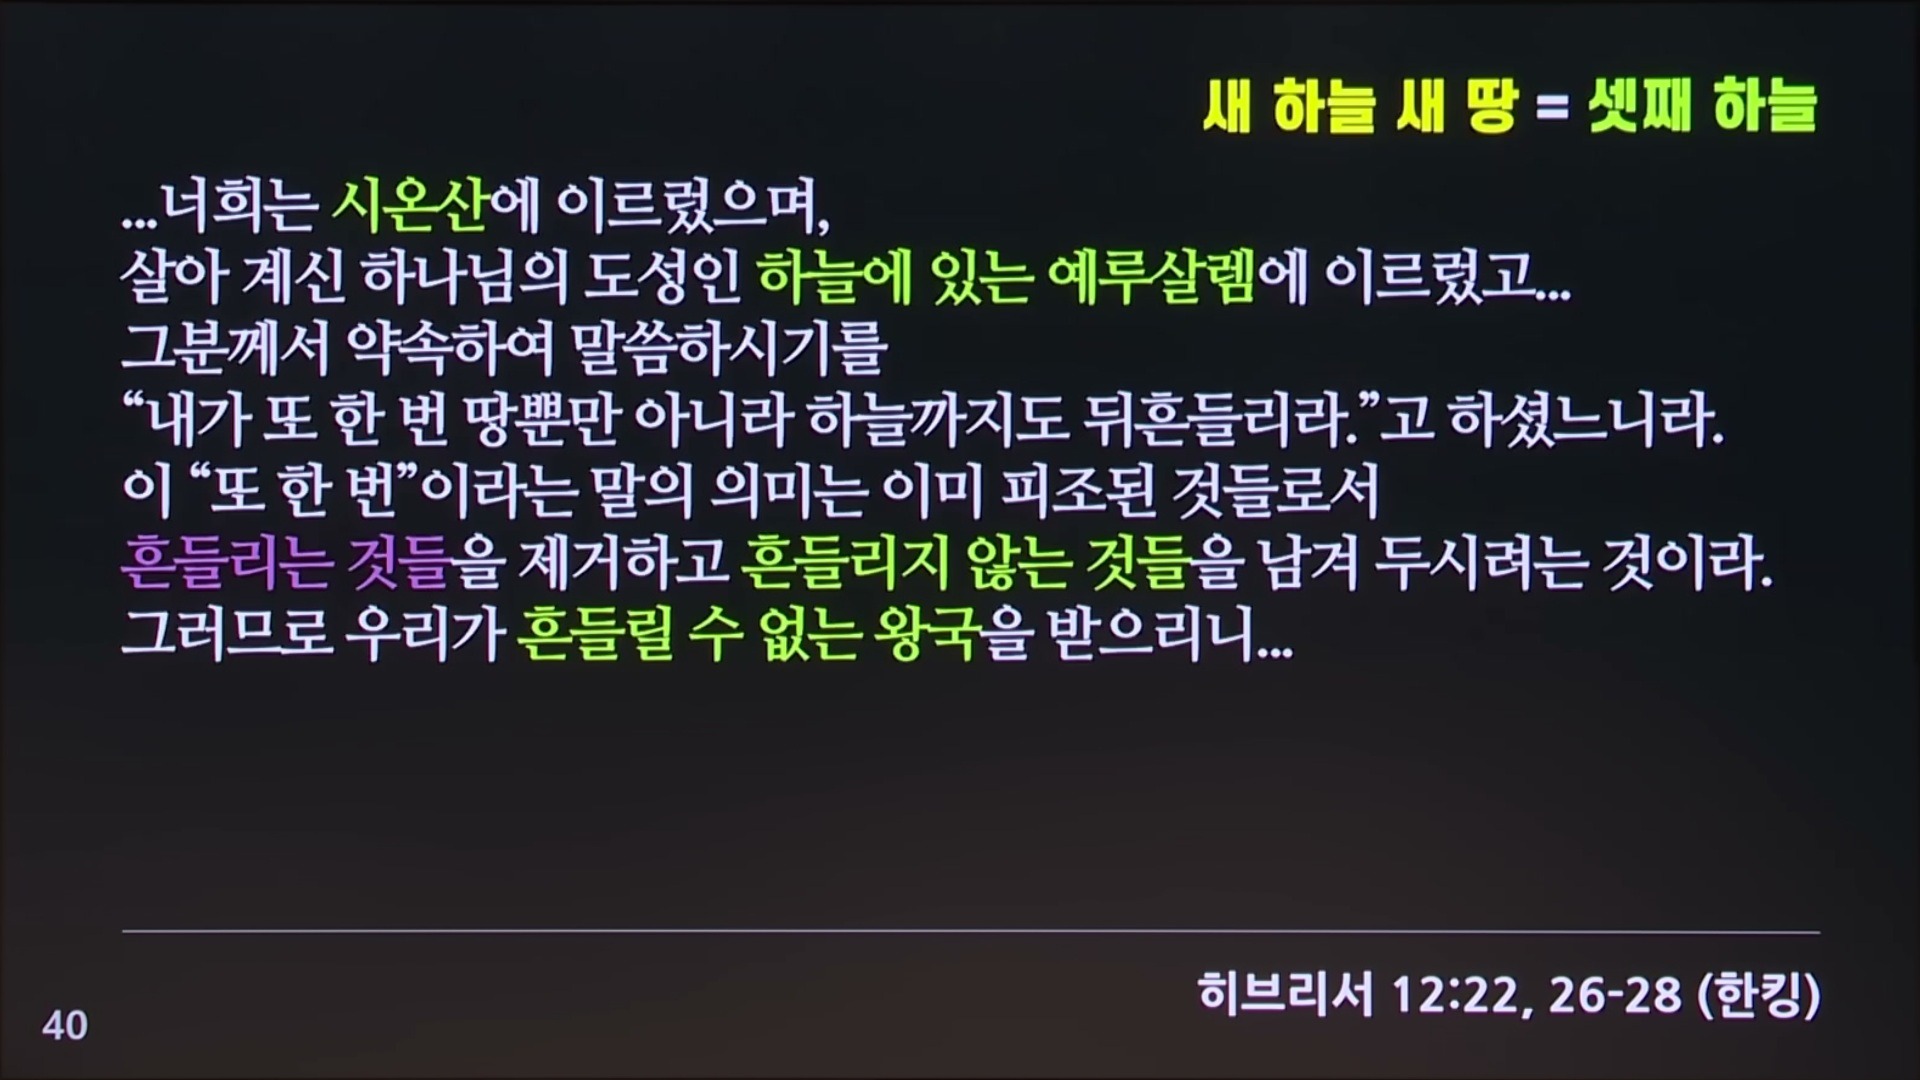 새 하늘 새 땅 = 셋째 하늘
...너희는 시온산에 이르렀으며,
살아 계신 하나님의 도성인 하늘에 있는 예루살렘에 이르렀고...
그분께서 약속하여 말씀하시기를
“내가 또 한 번 땅뿐만 아니라 하늘까지도 뒤흔들리라.”고 하셨느니라.
이 “또 한 번”이라는 말의 의미는 이미 피조된 것들로서
흔들리는 것들을 제거하고 흔들리지 않는 것들을 남겨 두시려는 것이라.
그러므로 우리가 흔들릴 수 없는 왕국을 받으리니...
히브리서 12:22, 26-28 (한킹)
40